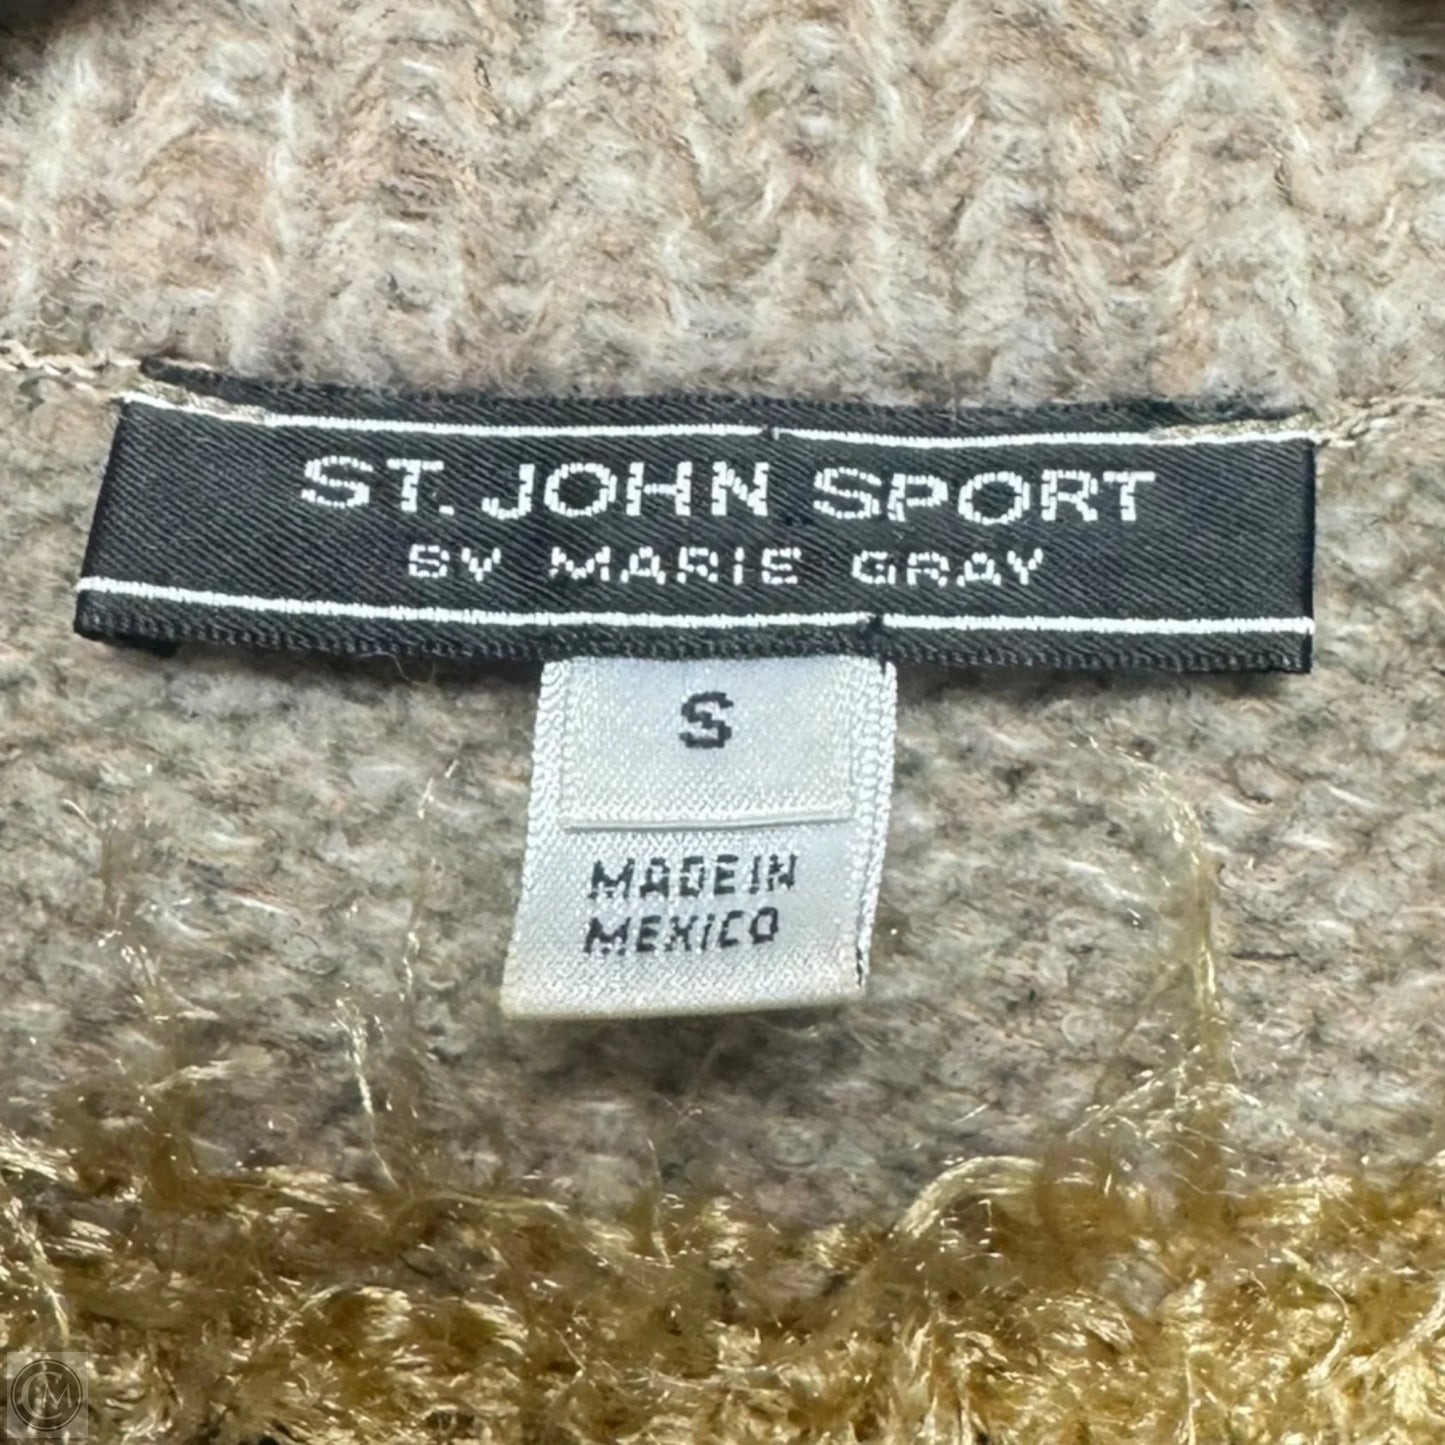 ST. JOHN SPORT
BY MARIE GRAY
S
MADE IN
MEXICO